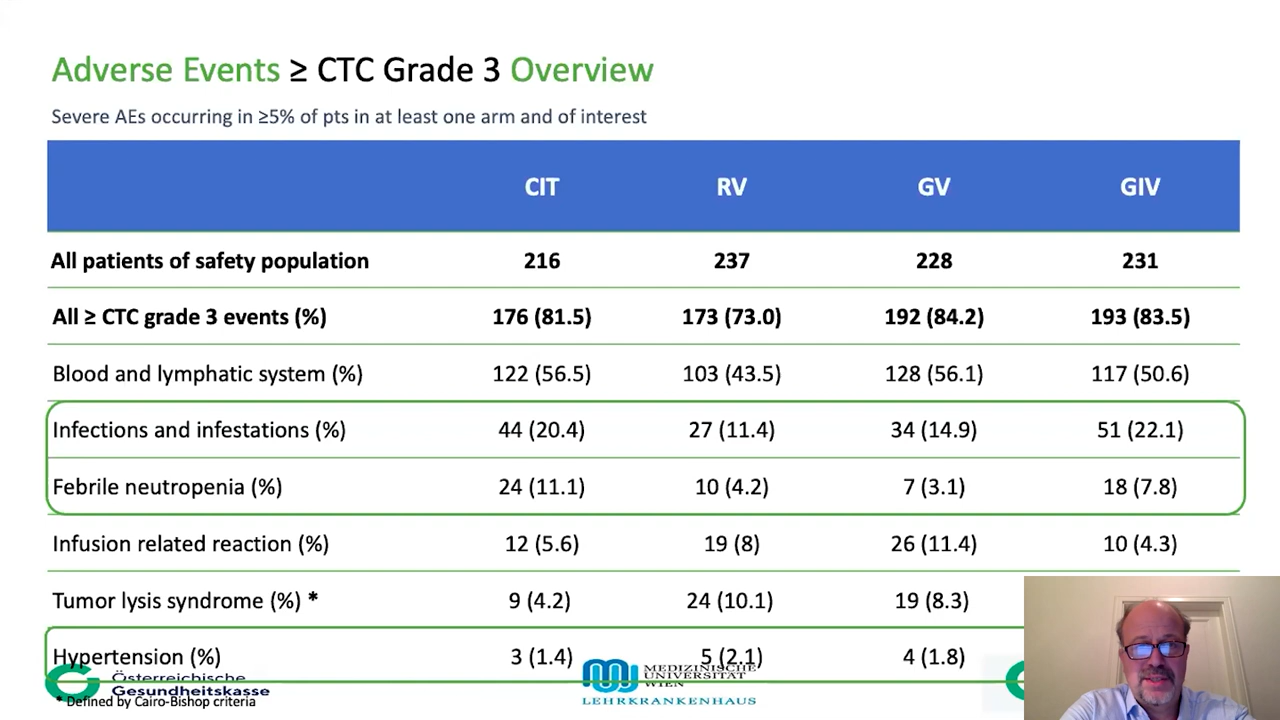 Adverse Events ≥ CTC Grade 3 Overview
Severe AEs occurring in ≥5% of pts in at least one arm and of interest
CIT RV GV GIV
All patients of safety population 216 237 228 231
All ≥ CTC grade 3 events (%) 176 (81.5) 173 (73.0) 192 (84.2) 193 (83.5)
Blood and lymphatic system (%) 122 (56.5) 103 (43.5) 128 (56.1) 117 (50.6)
Infections and infestations (%) 44 (20.4) 27 (11.4) 34 (14.9) 51 (22.1)
Febrile neutropenia (%) 24 (11.1) 10 (4.2) 7 (3.1) 18 (7.8)
Infusion related reaction (%) 12 (5.6) 19 (8) 26 (11.4) 10 (4.3)
Tumor lysis syndrome (%) * 9 (4.2) 24 (10.1) 19 (8.3)
Hypertension (%) 3 (1.4) 5 (2.1) 4 (1.8)
Österreichische
Gesundheitskasse
MEDIZINISCHE
UNIVERSITÄT
WIEN
LEHRKRANKENHAUS
* Defined by Cairo-Bishop criteria